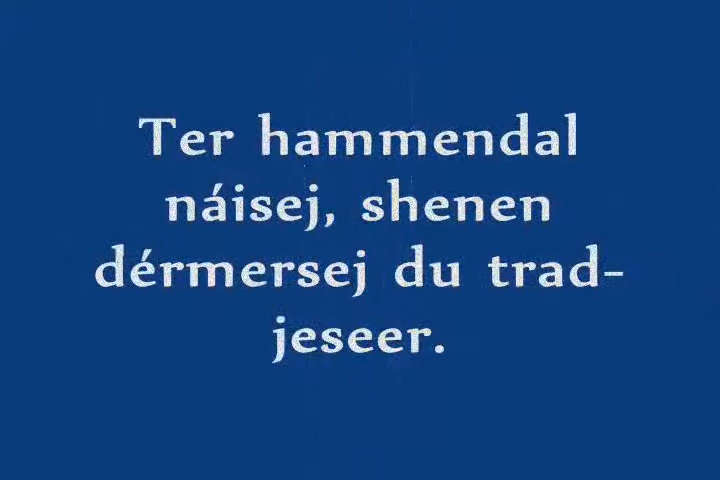 Ter hammendal
náisej, shenen
dérmersej du trad-
jeseer.